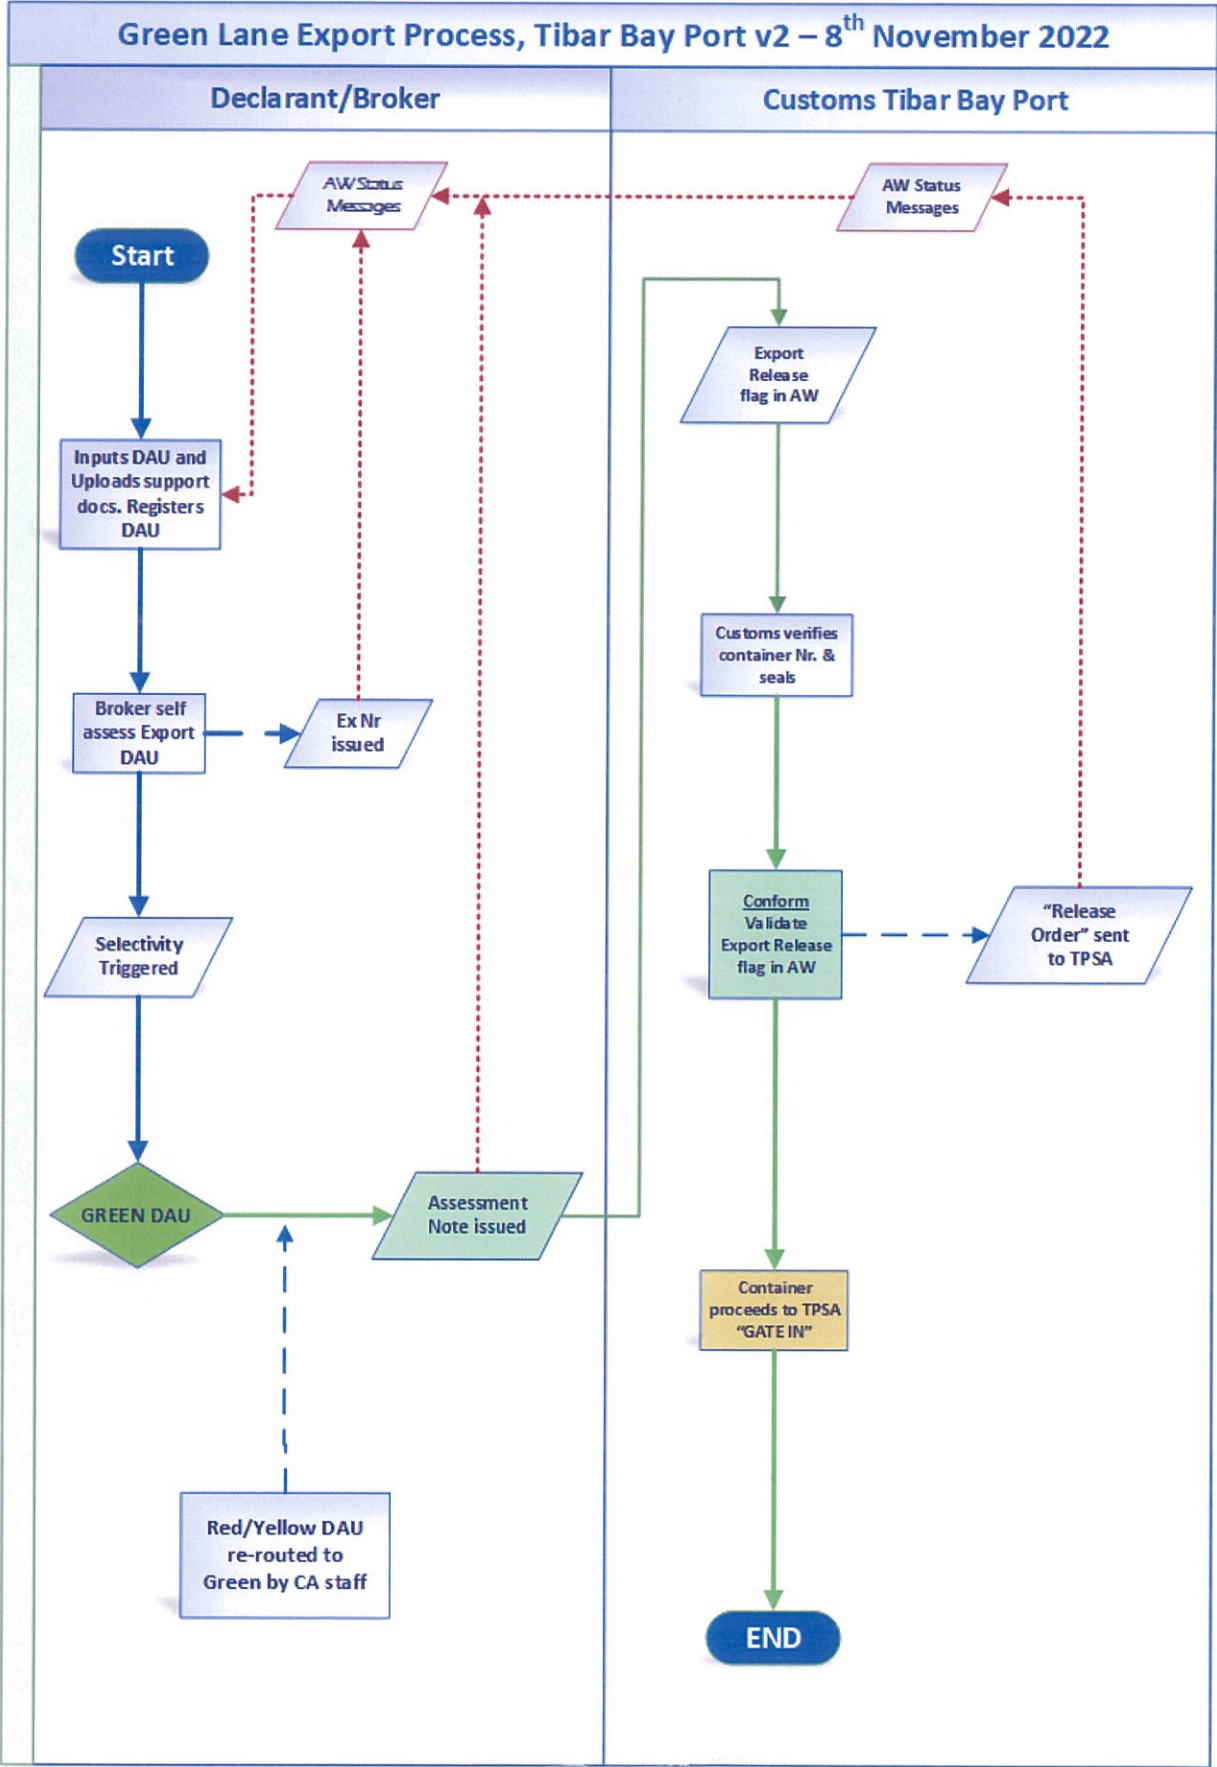 Green Lane Export Process, Tibar Bay Port v2 – 8th November 2022
Declarant/Broker
Customs Tibar Bay Port
AW Status
Messages
AW Status
Messages
Start
Export
Release
flag in AW
Inputs DAU and
Uploads support
docs. Registers
DAU
Customs verifies
container Nr. &
seals
Broker self
assess Export
DAU
Ex Nr
issued
Conform
Validate
Export Release
flag in AW
“Release
Order” sent
to TPSA
Selectivity
Triggered
GREEN DAU
Assessment
Note issued
Container
proceeds to TPSA
“GATE IN”
Red/Yellow DAU
re-routed to
Green by CA staff
END